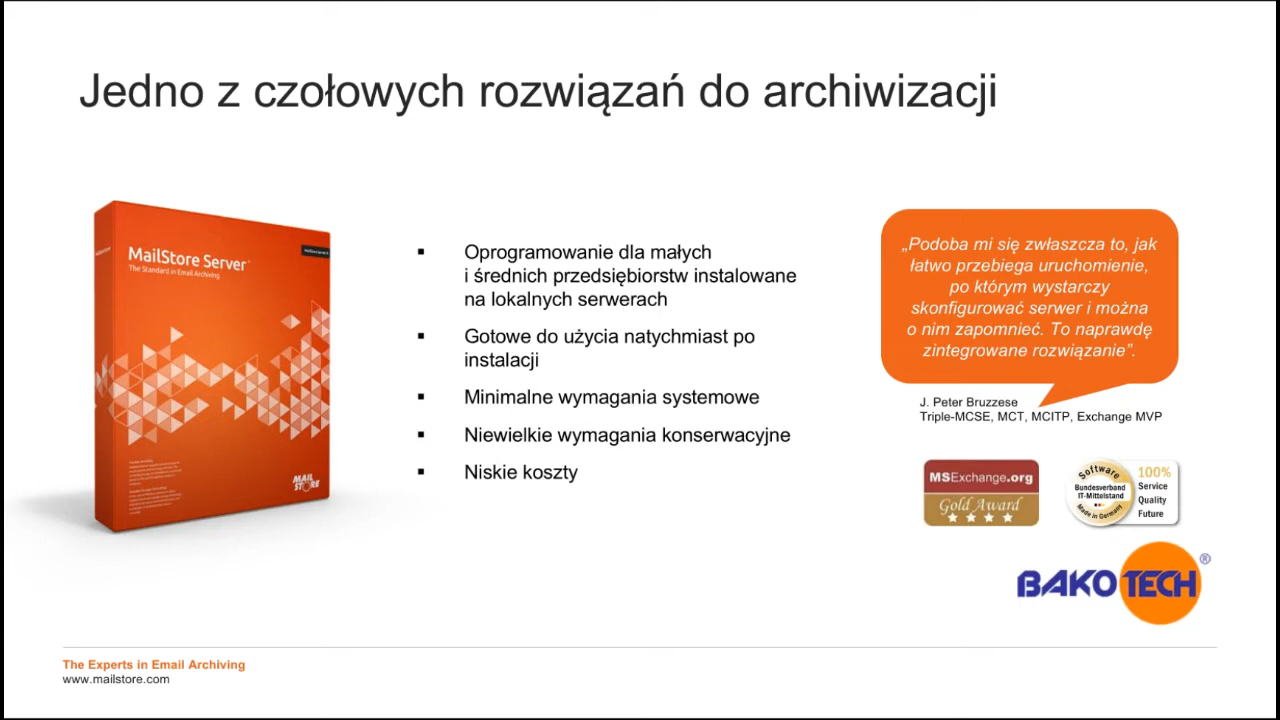 Jedno z czołowych rozwiązań do archiwizacji
MailStore Server
The Standard in Email Archiving
MAIL
STORE
▪ Oprogramowanie dla małych
i średnich przedsiębiorstw instalowane
na lokalnych serwerach
▪ Gotowe do użycia natychmiast po
instalacji
▪ Minimalne wymagania systemowe
▪ Niewielkie wymagania konserwacyjne
▪ Niskie koszty
„Podoba mi się zwłaszcza to, jak
łatwo przebiega uruchomienie,
po którym wystarczy
skonfigurować serwer i można
o nim zapomnieć. To naprawdę
zintegrowane rozwiązanie”.
J. Peter Bruzzese
Triple-MCSE, MCT, MCITP, Exchange MVP
MSExchange.org
Gold Award
Software
Bundesverband
IT-Mittelstand
Made in Germany
100%
Service
Quality
Future
BAKOTECH®
The Experts in Email Archiving
www.mailstore.com